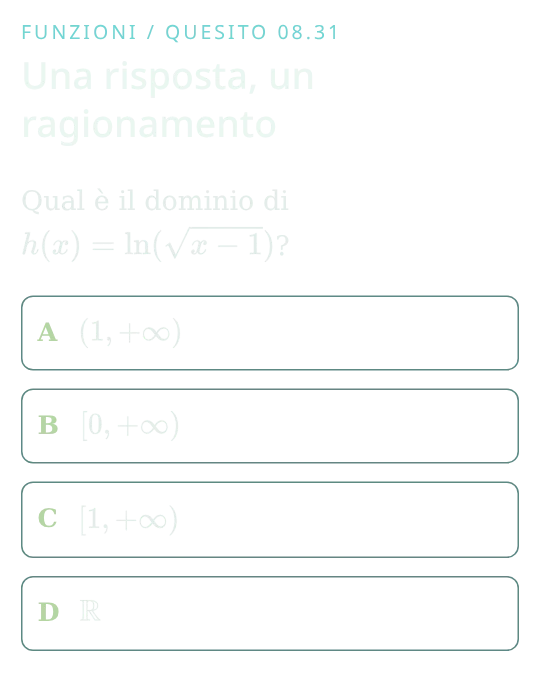 FUNZIONI / QUESITO 08.31
Una risposta, un
ragionamento
Qual è il dominio di
h(x) = ln(√(x − 1))?
A (1, +∞)
B [0, +∞)
C [1, +∞)
D ℝ